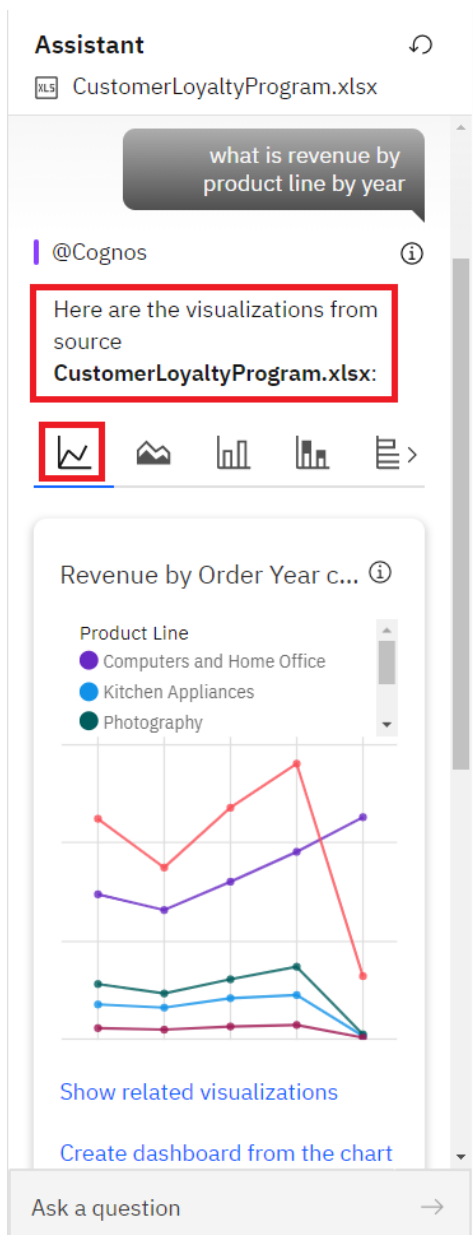 Assistant
XLS CustomerLoyaltyProgram.xlsx
what is revenue by
product line by year
@Cognos
Here are the visualizations from
source
CustomerLoyaltyProgram.xlsx:
Revenue by Order Year c...
Product Line
Computers and Home Office
Kitchen Appliances
Photography
Show related visualizations
Create dashboard from the chart
Ask a question